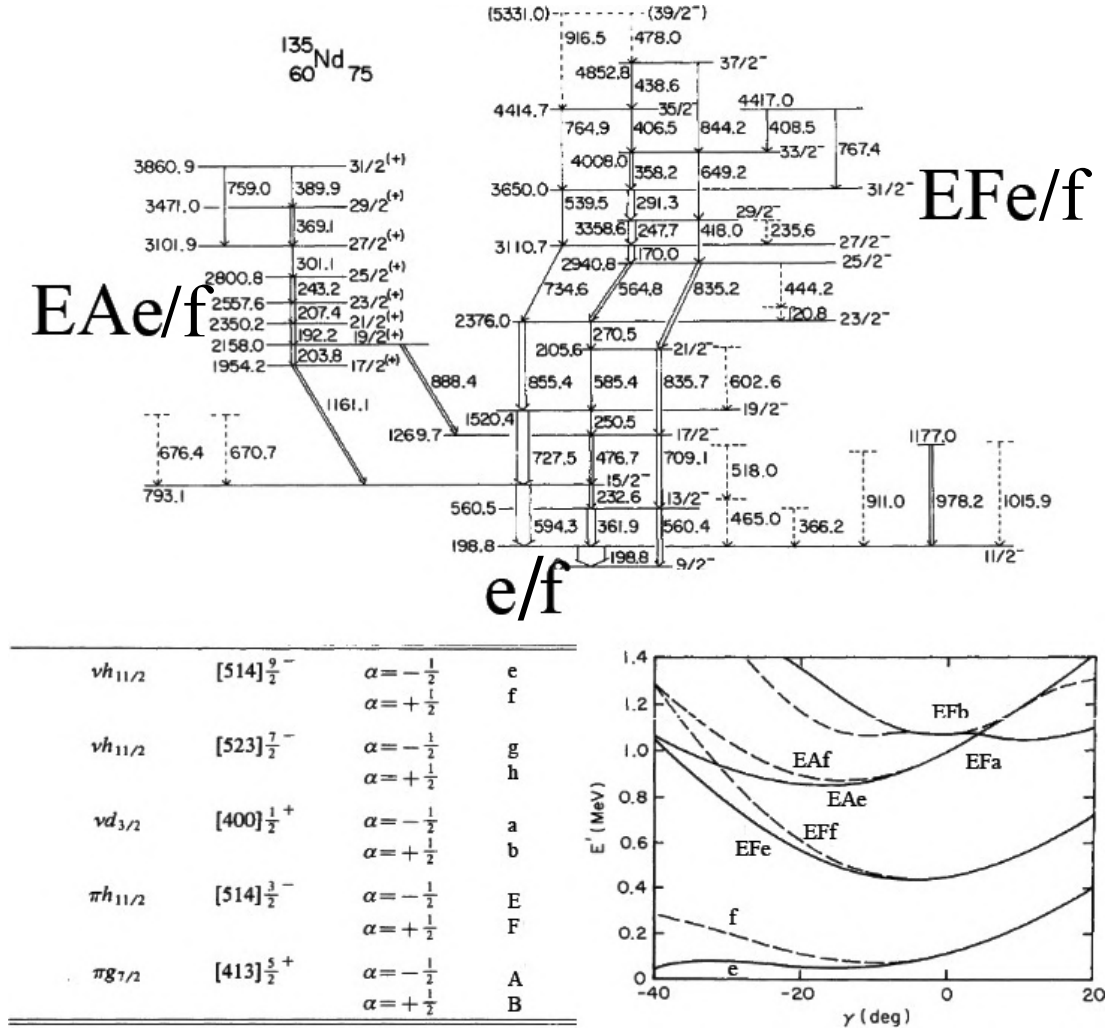 (5331.0) (39/2⁻)
916.5 478.0
¹³⁵₆₀Nd₇₅
4852.8 37/2⁻
438.6
4414.7 35/2⁻ 4417.0
764.9 406.5 844.2 408.5
767.4
3860.9 31/2⁽⁺⁾
4008.0 33/2⁻
759.0 389.9
358.2 649.2
3650.0 31/2⁻
EFe/f
3471.0 29/2⁽⁺⁾
539.5 291.3
369.1
3358.6 29/2⁻
247.7 418.0 235.6
3101.9 27/2⁽⁺⁾
3110.7 27/2⁻
170.0
301.1
2940.8 25/2⁻
2800.8 25/2⁽⁺⁾
243.2
734.6 564.8 835.2 444.2
2557.6 23/2⁽⁺⁾
EAe/f
207.4
20.8
2350.2 21/2⁽⁺⁾
2376.0 23/2⁻
192.2 19/2⁽⁺⁾
270.5
2158.0
2105.6 21/2⁻
203.8
1954.2 17/2⁽⁺⁾
888.4
855.4 585.4 835.7 602.6
1161.1
1520.4 19/2⁻
250.5
1269.7 17/2⁻
1177.0
676.4 670.7
727.5 476.7 709.1 518.0
793.1 15/2⁻
232.6
560.5 13/2⁻
911.0 978.2 1015.9
594.3 361.9 560.4 465.0 366.2
198.8 11/2⁻
198.8 9/2⁻
e/f
νh₁₁/₂ [514]9/2⁻ α=−1/2 e
α=+1/2 f
νh₁₁/₂ [523]7/2⁻ α=−1/2 g
α=+1/2 h
νd₃/₂ [400]1/2⁺ α=−1/2 a
α=+1/2 b
πh₁₁/₂ [514]3/2⁻ α=−1/2 E
α=+1/2 F
πg₇/₂ [413]5/2⁺ α=−1/2 A
α=+1/2 B
1.4
1.2
1.0
0.8
0.6
0.4
0.2
0
E' (MeV)
EFb
EAf
EFa
EAe
EFf
EFe
f
e
-40 -20 0 20
γ (deg)